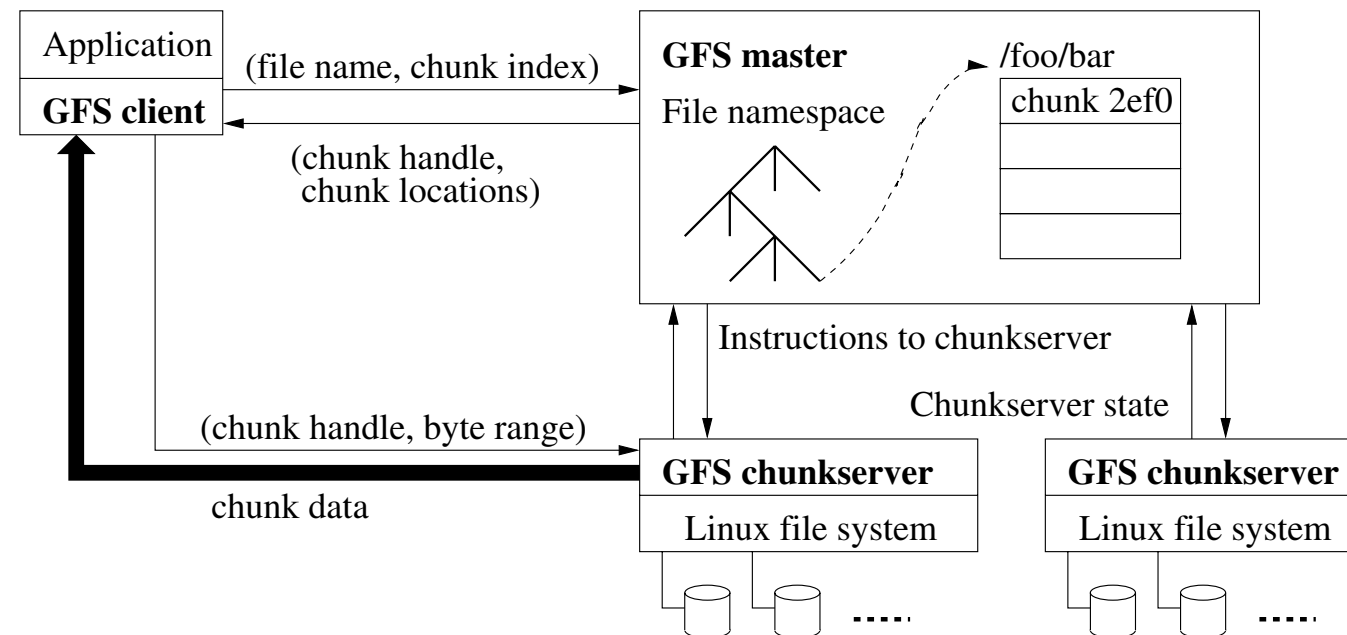 Application
GFS client
(file name, chunk index)
(chunk handle,
chunk locations)
GFS master
File namespace
/foo/bar
chunk 2ef0
Instructions to chunkserver
Chunkserver state
(chunk handle, byte range)
chunk data
GFS chunkserver
Linux file system
GFS chunkserver
Linux file system